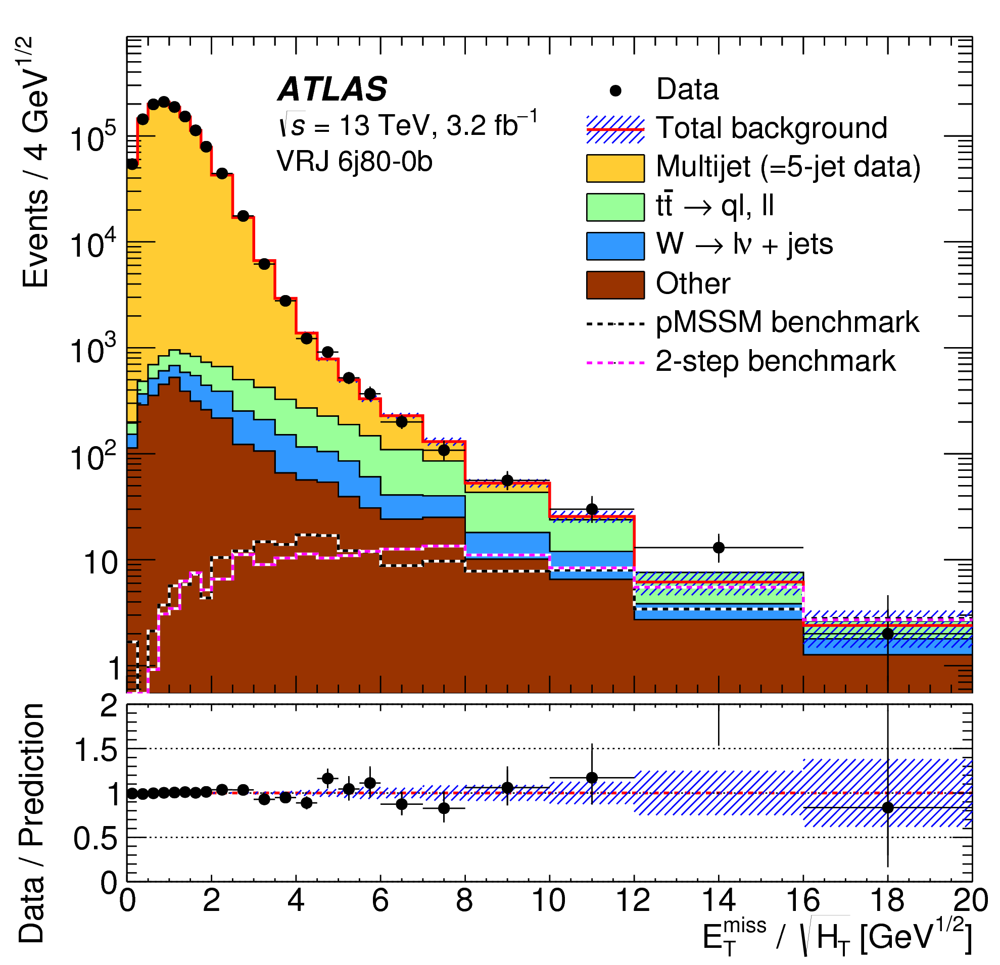 ATLAS
√s = 13 TeV, 3.2 fb⁻¹
VRJ 6j80-0b
Data
Total background
Multijet (=5-jet data)
tt̄ → ql, ll
W → lν + jets
Other
pMSSM benchmark
2-step benchmark
Events / 4 GeV^1/2
10⁵
10⁴
10³
10²
10
1
Data / Prediction
2
1.5
1
0.5
0
0 2 4 6 8 10 12 14 16 18 20
E_T^miss / √H_T [GeV^1/2]